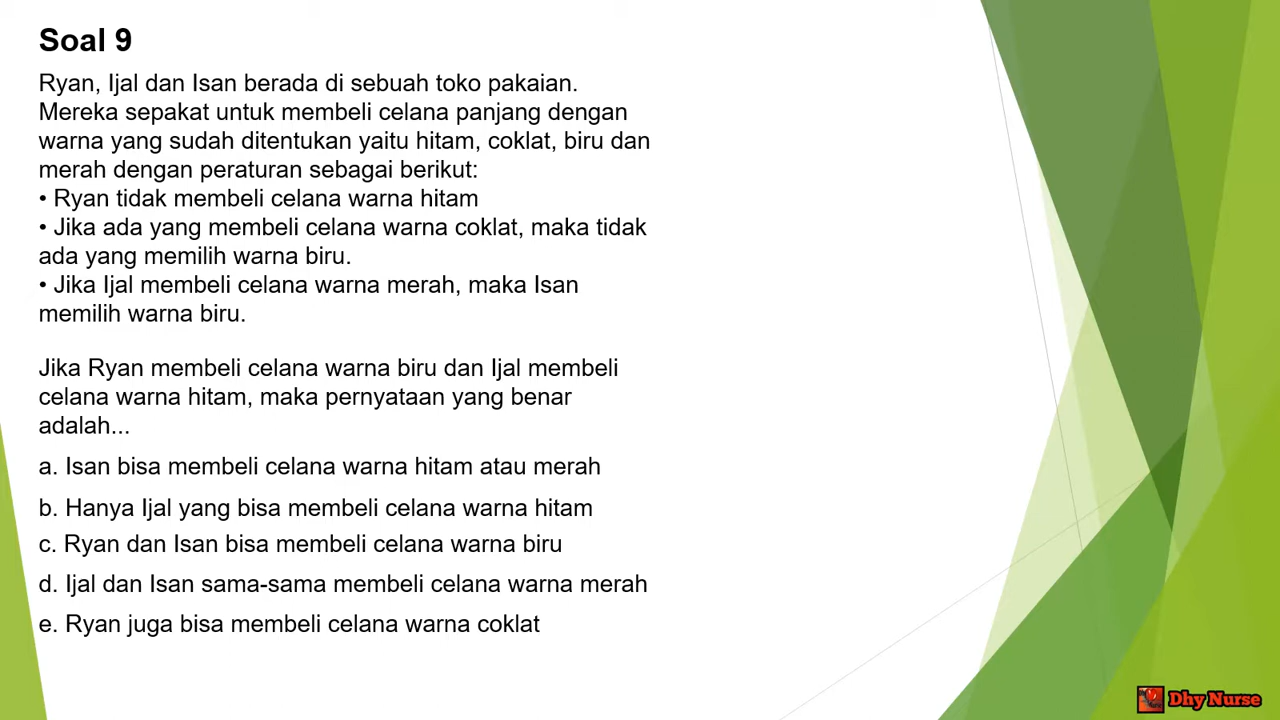 Soal 9
Ryan, Ijal dan Isan berada di sebuah toko pakaian.
Mereka sepakat untuk membeli celana panjang dengan
warna yang sudah ditentukan yaitu hitam, coklat, biru dan
merah dengan peraturan sebagai berikut:
• Ryan tidak membeli celana warna hitam
• Jika ada yang membeli celana warna coklat, maka tidak
ada yang memilih warna biru.
• Jika Ijal membeli celana warna merah, maka Isan
memilih warna biru.
Jika Ryan membeli celana warna biru dan Ijal membeli
celana warna hitam, maka pernyataan yang benar
adalah...
a. Isan bisa membeli celana warna hitam atau merah
b. Hanya Ijal yang bisa membeli celana warna hitam
c. Ryan dan Isan bisa membeli celana warna biru
d. Ijal dan Isan sama-sama membeli celana warna merah
e. Ryan juga bisa membeli celana warna coklat
Dhy Nurse